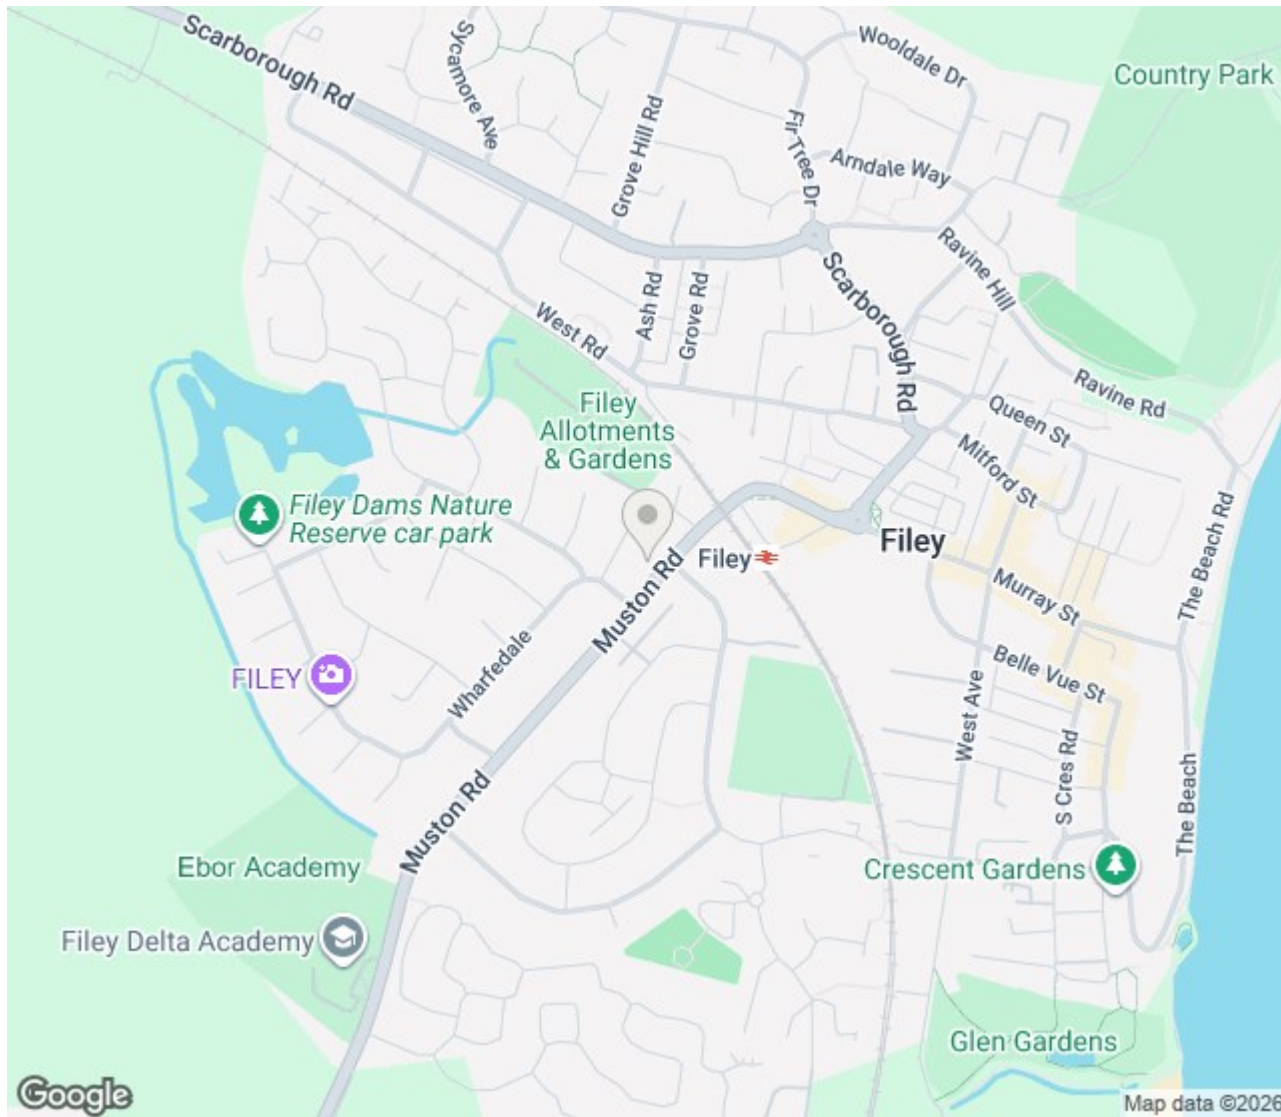 Scarborough Rd
Sycamore Ave
Grove Hill Rd
Wooldale Dr
Country Park
Fir Tree Dr
Arndale Way
Ravine Hill
Scarborough Rd
Ash Rd
Grove Rd
West Rd
Ravine Rd
Queen St
Mitford St
Filey
Allotments
& Gardens
Filey Dams Nature
Reserve car park
Filey
Filey
Muston Rd
Murray St
The Beach Rd
Belle Vue St
FILEY
Wharfedale
West Ave
S Cres Rd
The Beach
Muston Rd
Ebor Academy
Crescent Gardens
Filey Delta Academy
Glen Gardens
Google
Map data ©2026